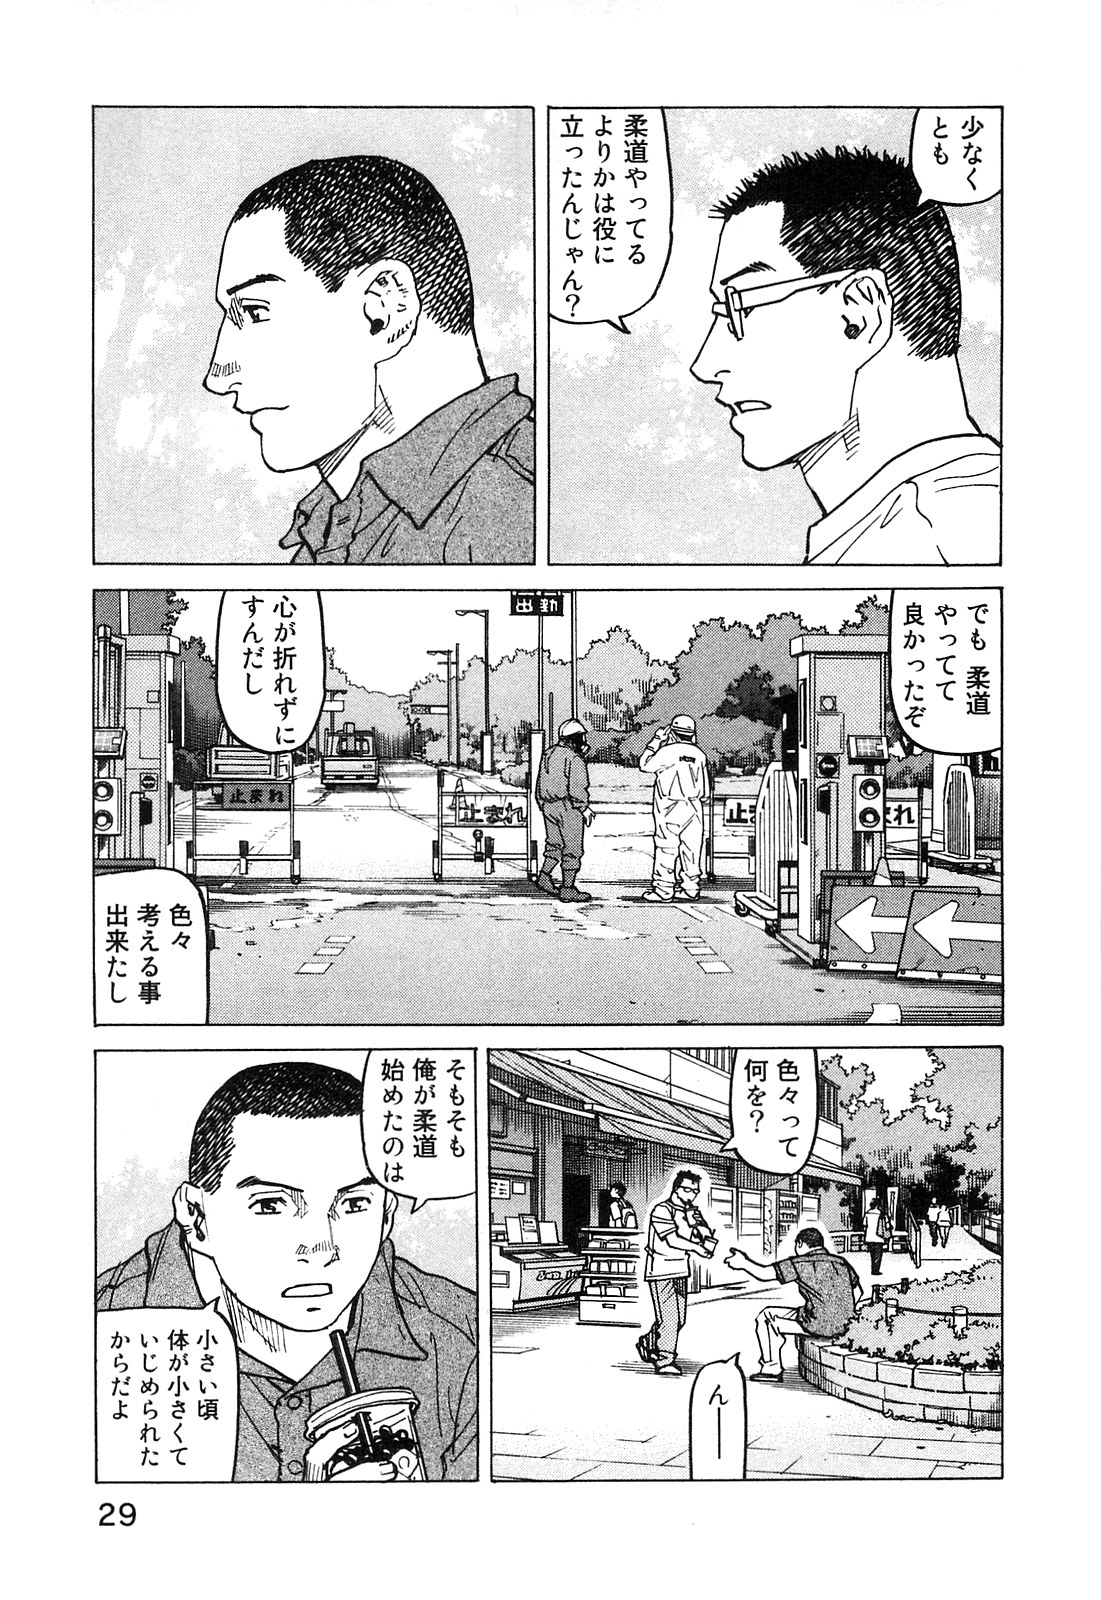 少なく
とも
柔道やってる
よりかは役に
立ったんじゃん？
でも 柔道
やってて
良かったぞ
心が折れずに
すんだし
出動
止まれ
止まれ
止ま
まれ
色々
考える事
出来たし
色々って
何を？
んーー
そもそも
俺が柔道
始めたのは
小さい頃
体が小さくて
いじめられた
からだよ
29